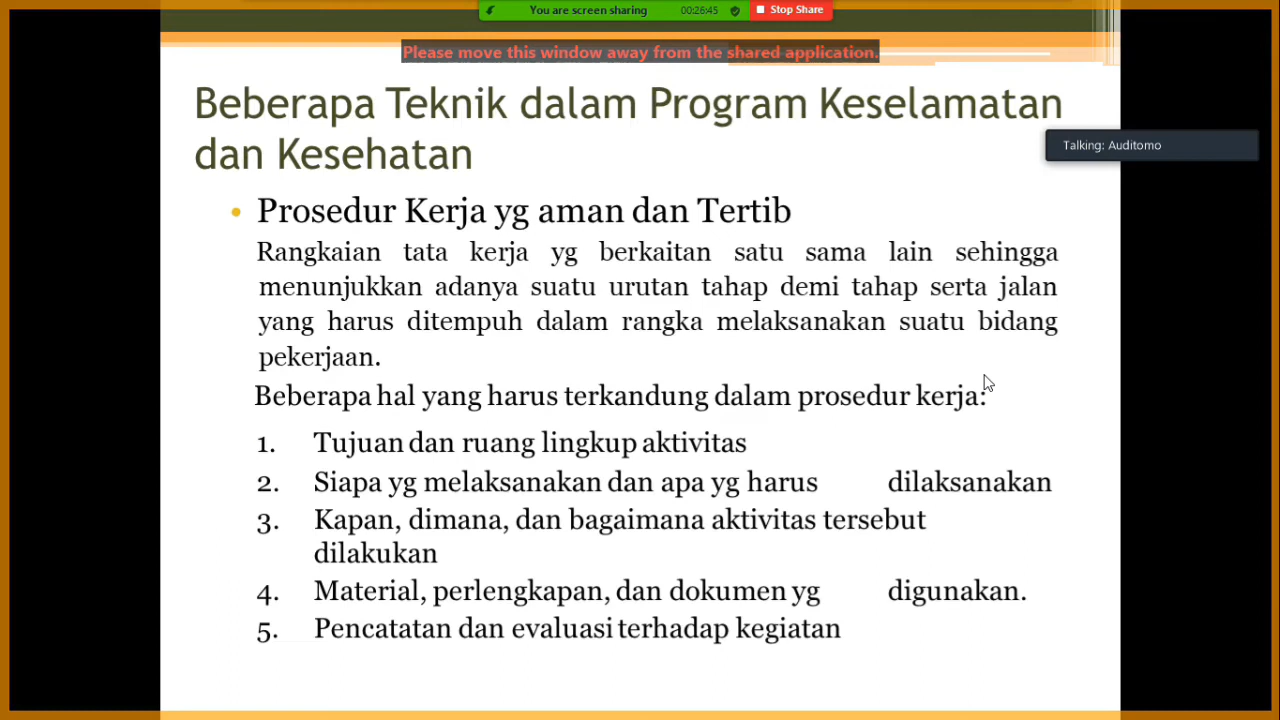 You are screen sharing 00:26:45 Stop Share
Please move this window away from the shared application.
Beberapa Teknik dalam Program Keselamatan
dan Kesehatan
Talking: Auditomo
• Prosedur Kerja yg aman dan Tertib
Rangkaian tata kerja yg berkaitan satu sama lain sehingga
menunjukkan adanya suatu urutan tahap demi tahap serta jalan
yang harus ditempuh dalam rangka melaksanakan suatu bidang
pekerjaan.
Beberapa hal yang harus terkandung dalam prosedur kerja:
1. Tujuan dan ruang lingkup aktivitas
2. Siapa yg melaksanakan dan apa yg harus dilaksanakan
3. Kapan, dimana, dan bagaimana aktivitas tersebut
dilakukan
4. Material, perlengkapan, dan dokumen yg digunakan.
5. Pencatatan dan evaluasi terhadap kegiatan